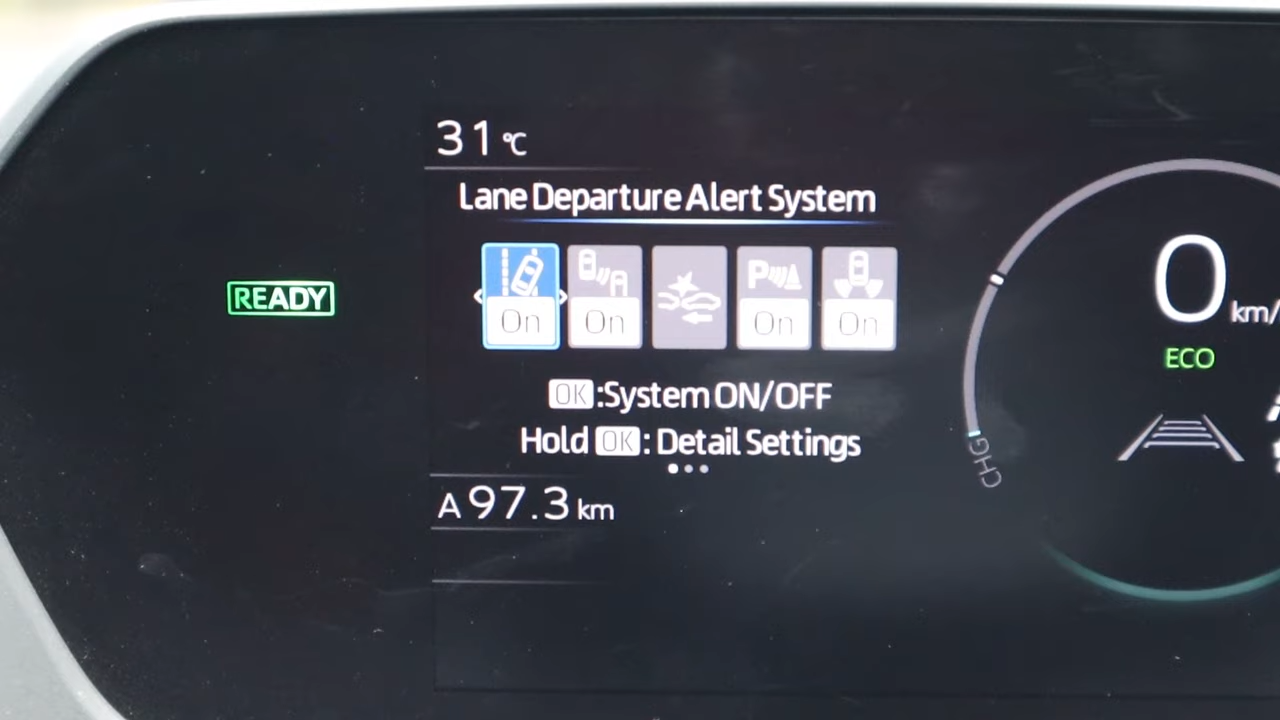 31°C
Lane Departure Alert System
READY
On On P On On
OK:System ON/OFF
Hold OK: Detail Settings
A 97.3 km
0 km/
ECO
CHG